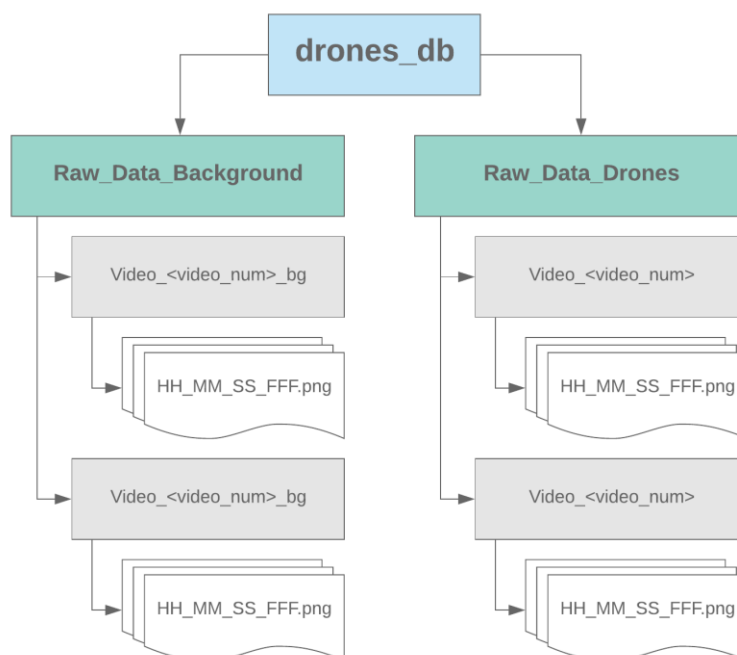 drones_db
Raw_Data_Background
Raw_Data_Drones
Video_<video_num>_bg
Video_<video_num>
HH_MM_SS_FFF.png
HH_MM_SS_FFF.png
Video_<video_num>_bg
Video_<video_num>
HH_MM_SS_FFF.png
HH_MM_SS_FFF.png